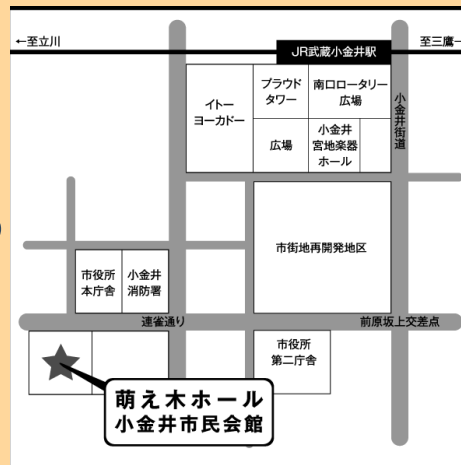 ←至立川
JR武蔵小金井駅
至三鷹→
イトー
ヨーカドー
プラウド
タワー
南口ロータリー
広場
広場
小金井
宮地楽器
ホール
小金井街道
市街地再開発地区
市役所
本庁舎
小金井
消防署
連雀通り
前原坂上交差点
市役所
第二庁舎
萌え木ホール
小金井市民会館